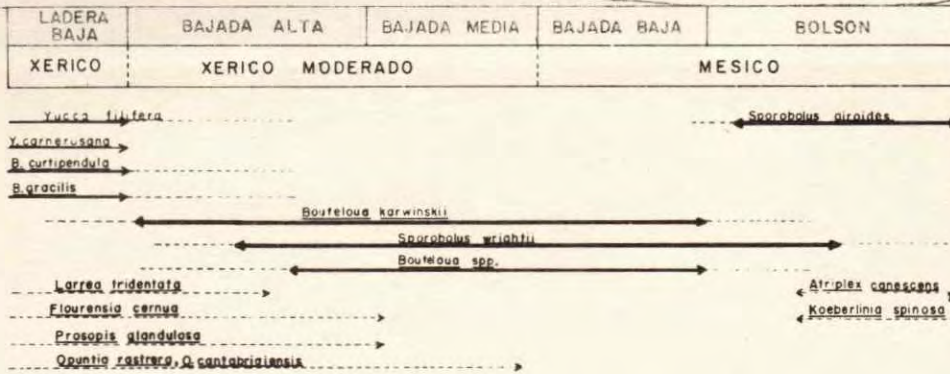 LADERA BAJA BAJADA ALTA BAJADA MEDIA BAJADA BAJA BOLSON
XERICO XERICO MODERADO MESICO
Yucca filifera Sporobolus airoides
Y. carnerosana
B. curtipendula
B. gracilis
Bouteloua karwinskii
Sporobolus wrightii
Bouteloua spp.
Larrea tridentata Atriplex canescens
Flourensia cernua Koeberlinia spinosa
Prosopis glandulosa
Opuntia rastrera, O. cantabrigiensis